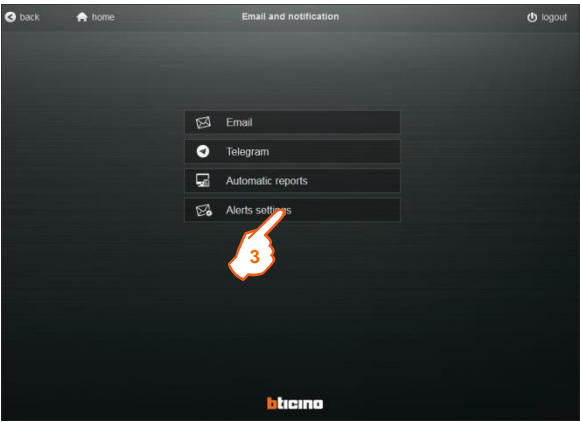 back home Email and notification logout
Email
Telegram
Automatic reports
Alerts settings
3
bticino